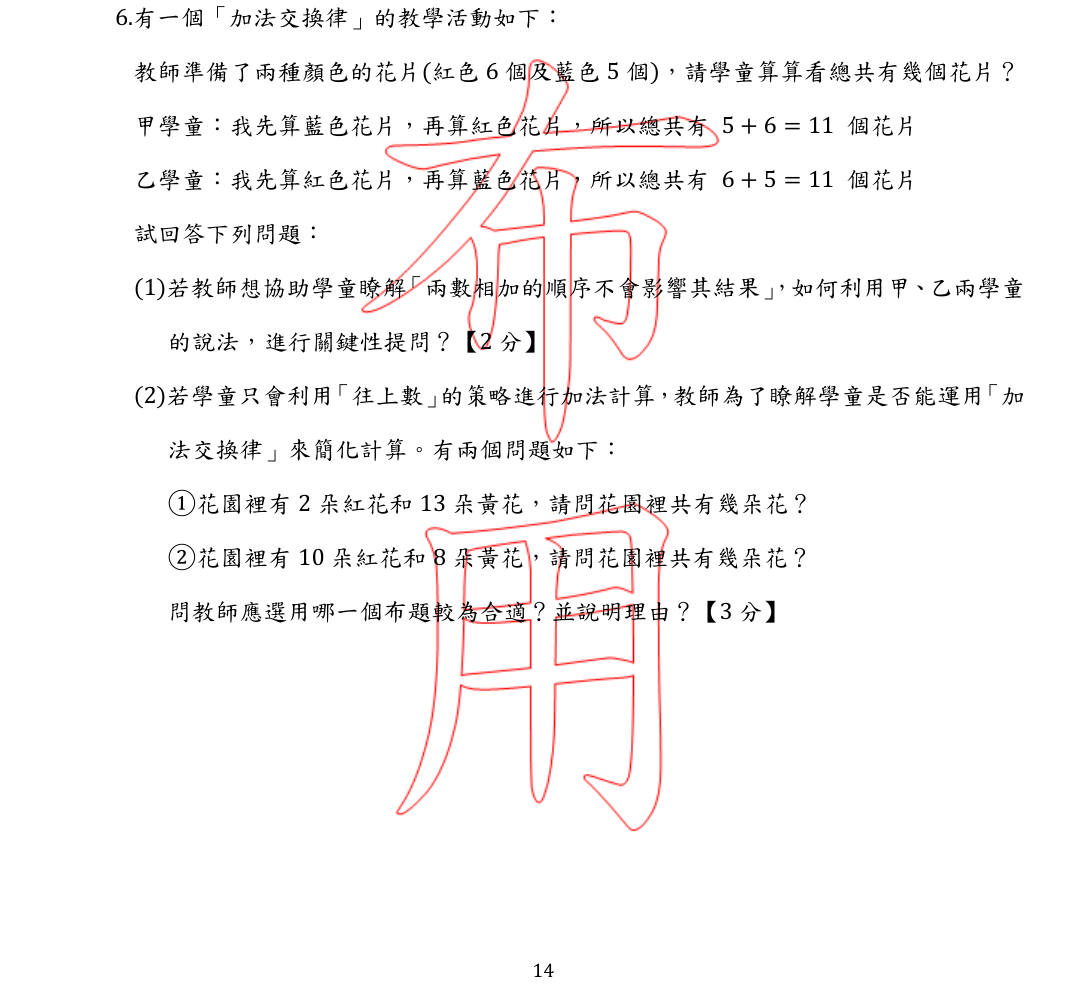 6.有一個「加法交換律」的教學活動如下：
教師準備了兩種顏色的花片(紅色 6 個及藍色 5 個)，請學童算算看總共有幾個花片？
甲學童：我先算藍色花片，再算紅色花片，所以總共有 5 + 6 = 11 個花片
乙學童：我先算紅色花片，再算藍色花片，所以總共有 6 + 5 = 11 個花片
試回答下列問題：
(1)若教師想協助學童瞭解「兩數相加的順序不會影響其結果」，如何利用甲、乙兩學童
的說法，進行關鍵性提問？【2 分】
(2)若學童只會利用「往上數」的策略進行加法計算，教師為了瞭解學童是否能運用「加
法交換律」來簡化計算。有兩個問題如下：
①花園裡有 2 朵紅花和 13 朵黃花，請問花園裡共有幾朵花？
②花園裡有 10 朵紅花和 8 朵黃花，請問花園裡共有幾朵花？
問教師應選用哪一個布題較為合適？並說明理由？【3 分】
布
用
14